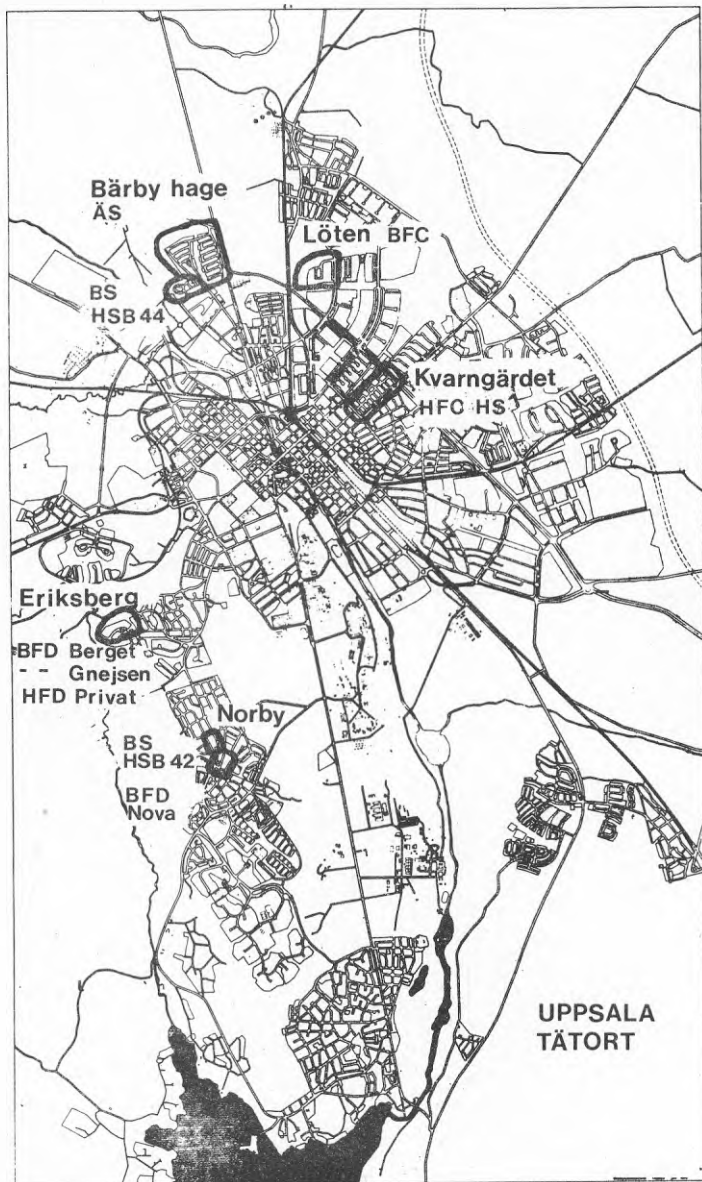 Bärby hage
ÄS
Löten BFC
BS
HSB 44
Kvarngärdet
HFC HS
Eriksberg
BFD Berget
- - Gnejsen
HFD Privat
Norby
BS
HSB 42
BFD
Nova
UPPSALA
TÄTORT